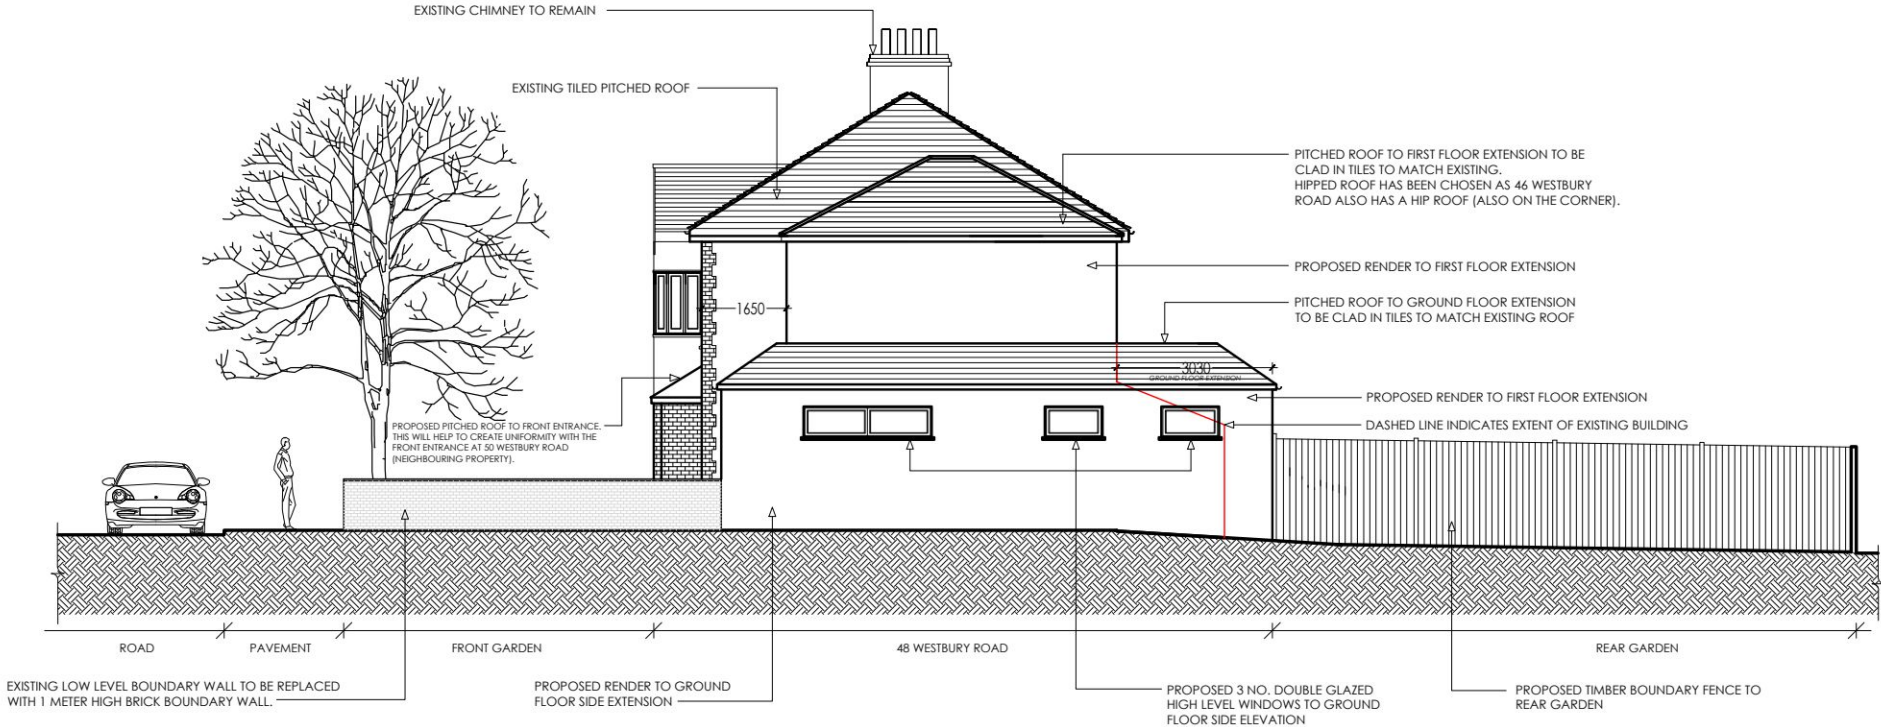 EXISTING CHIMNEY TO REMAIN
EXISTING TILED PITCHED ROOF
PITCHED ROOF TO FIRST FLOOR EXTENSION TO BE
CLAD IN TILES TO MATCH EXISTING.
HIPPED ROOF HAS BEEN CHOSEN AS 46 WESTBURY
ROAD ALSO HAS A HIP ROOF (ALSO ON THE CORNER).
PROPOSED RENDER TO FIRST FLOOR EXTENSION
PITCHED ROOF TO GROUND FLOOR EXTENSION
TO BE CLAD IN TILES TO MATCH EXISTING ROOF
1650
3030
GROUND FLOOR EXTENSION
PROPOSED RENDER TO FIRST FLOOR EXTENSION
DASHED LINE INDICATES EXTENT OF EXISTING BUILDING
PROPOSED PITCHED ROOF TO FRONT ENTRANCE.
THIS WILL HELP TO CREATE UNIFORMITY WITH THE
FRONT ENTRANCE AT 50 WESTBURY ROAD
(NEIGHBOURING PROPERTY).
ROAD
PAVEMENT
FRONT GARDEN
48 WESTBURY ROAD
REAR GARDEN
EXISTING LOW LEVEL BOUNDARY WALL TO BE REPLACED
WITH 1 METER HIGH BRICK BOUNDARY WALL.
PROPOSED RENDER TO GROUND
FLOOR SIDE EXTENSION
PROPOSED 3 NO. DOUBLE GLAZED
HIGH LEVEL WINDOWS TO GROUND
FLOOR SIDE ELEVATION
PROPOSED TIMBER BOUNDARY FENCE TO
REAR GARDEN